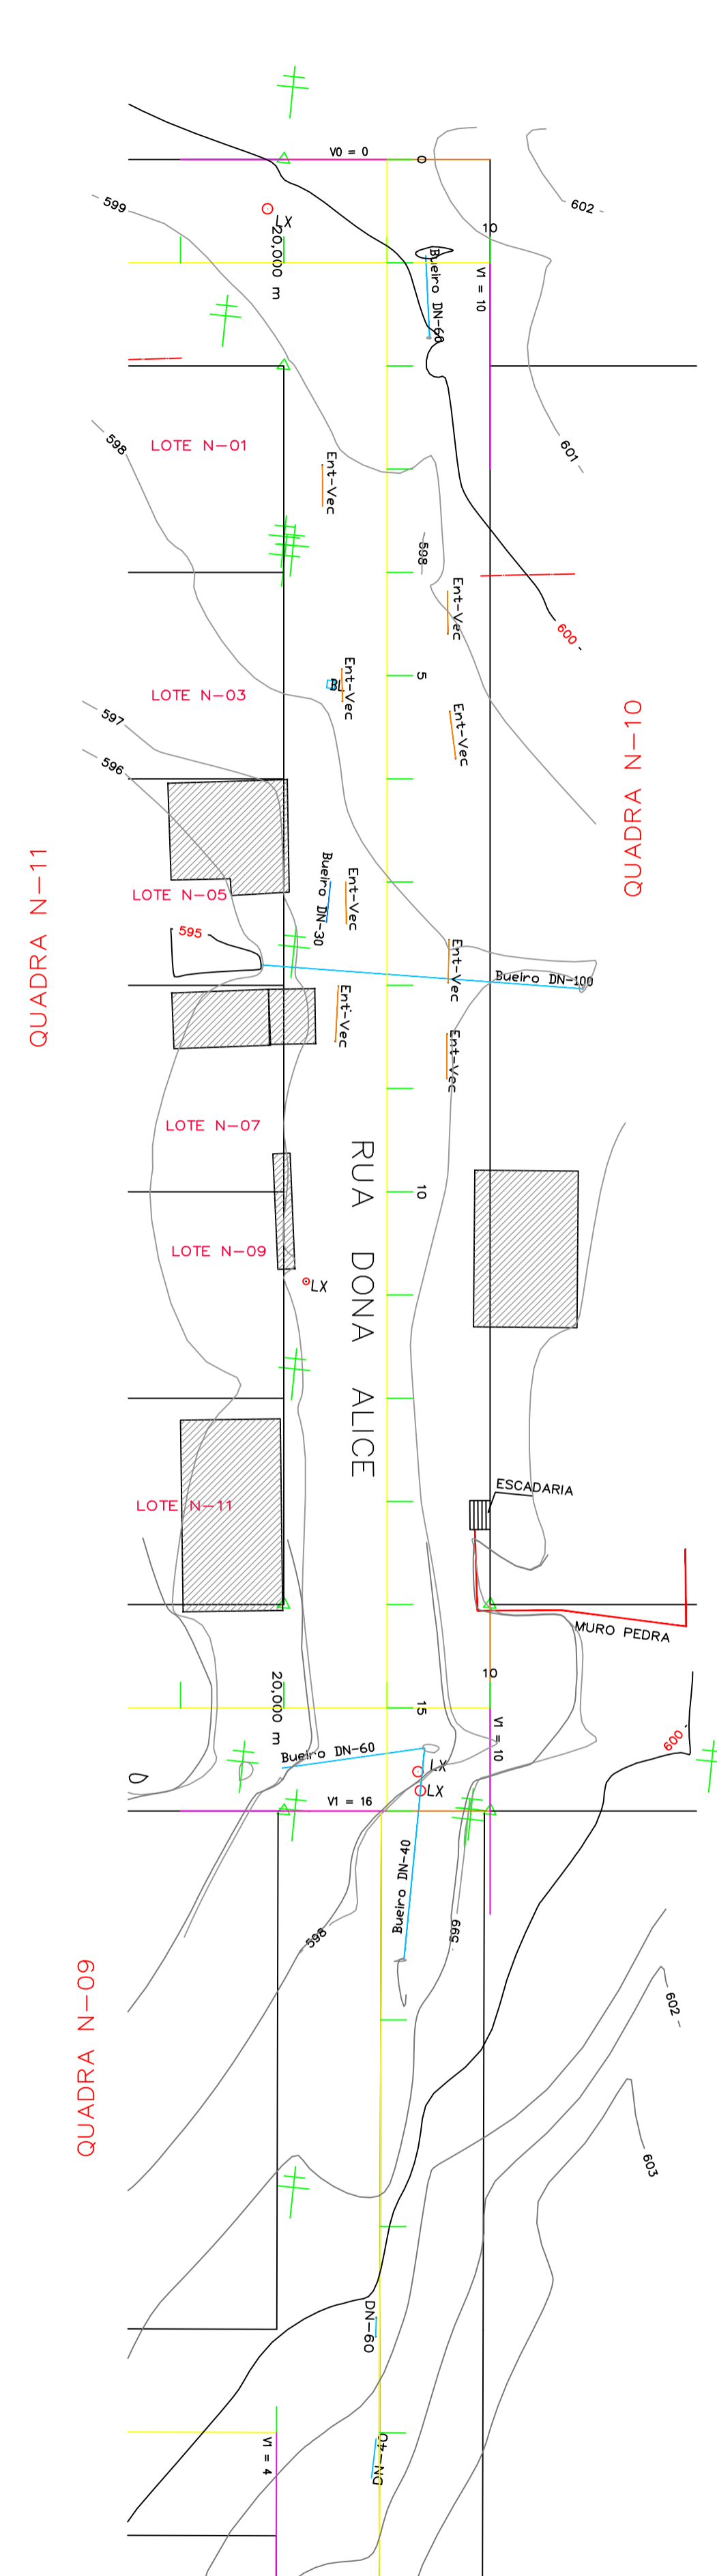 V0 = 0
0
602
599
LX
20,000 m
10
V1 = 10
Bueiro DN-60
598
LOTE N-01
601
Ent-Vec
598
Ent-Vec
600
Ent-Vec
BL
5
LOTE N-03
597
Ent-Vec
596
QUADRA N-10
QUADRA N-11
LOTE N-05
Bueiro DN-30
Ent-Vec
595
Ent-Vec
Bueiro DN-100
Ent-Vec
Ent-Vec
LOTE N-07
RUA DONA ALICE
10
LOTE N-09
LX
ESCADARIA
LOTE N-11
MURO PEDRA
10
20,000 m
15
V1 = 10
600
Bueiro DN-60
LX
LX
V1 = 16
Bueiro DN-40
598
599
QUADRA N-09
602
603
DN-60
V1 = 4
DN-40